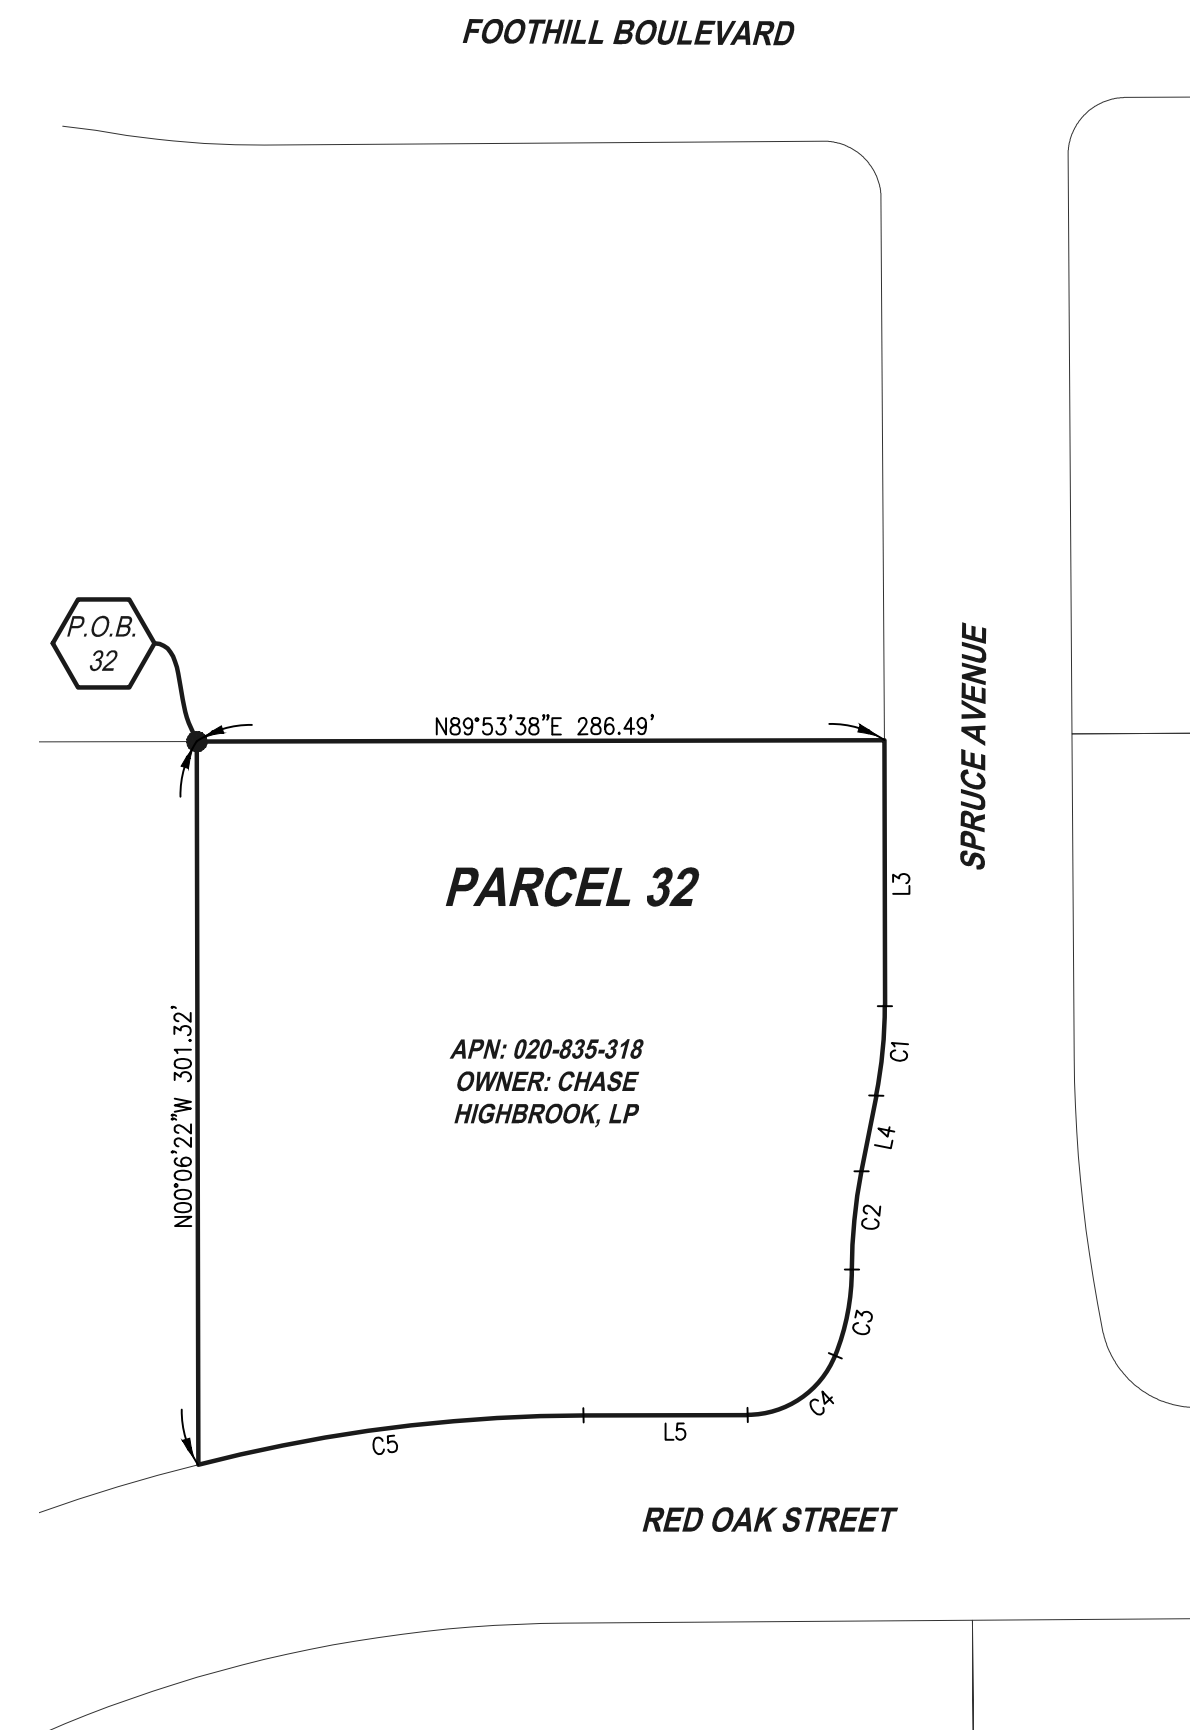 FOOTHILL BOULEVARD
P.O.B.
32
N89°53'38"E 286.49'
SPRUCE AVENUE
PARCEL 32
L3
N00°06'22"W 301.32'
APN: 020-835-318
OWNER: CHASE
HIGHBROOK, LP
C1
L4
C2
C3
C4
L5
C5
RED OAK STREET